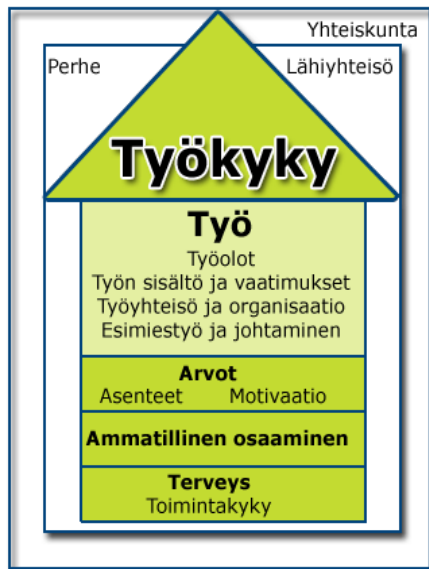 Yhteiskunta
Perhe Lähiyhteisö
Työkyky
Työ
Työolot
Työn sisältö ja vaatimukset
Työyhteisö ja organisaatio
Esimiestyö ja johtaminen
Arvot
Asenteet Motivaatio
Ammatillinen osaaminen
Terveys
Toimintakyky